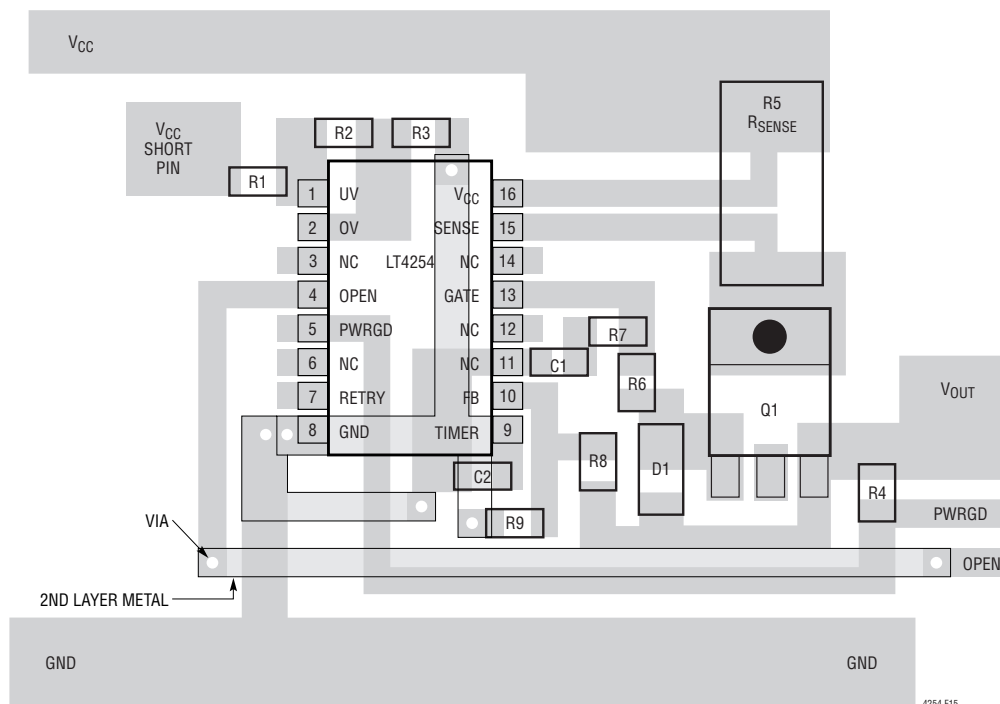 VCC
R5
RSENSE
VCC
SHORT
PIN
R2
R3
R1
1 UV VCC 16
2 OV SENSE 15
3 NC LT4254 NC 14
4 OPEN GATE 13
5 PWRGD NC 12
6 NC NC 11
7 RETRY FB 10
8 GND TIMER 9
R7
C1
R6
Q1
VOUT
R8
D1
C2
R4
R9
PWRGD
VIA
OPEN
2ND LAYER METAL
GND
GND
4254 F15